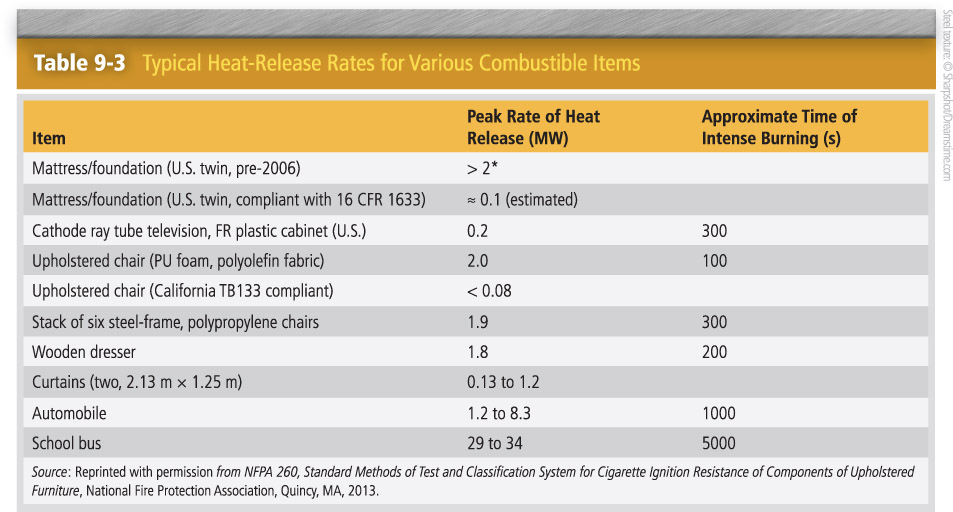 Table 9-3 Typical Heat-Release Rates for Various Combustible Items
Item Peak Rate of Heat Release (MW) Approximate Time of Intense Burning (s)
Mattress/foundation (U.S. twin, pre-2006) > 2*
Mattress/foundation (U.S. twin, compliant with 16 CFR 1633) ≈ 0.1 (estimated)
Cathode ray tube television, FR plastic cabinet (U.S.) 0.2 300
Upholstered chair (PU foam, polyolefin fabric) 2.0 100
Upholstered chair (California TB133 compliant) < 0.08
Stack of six steel-frame, polypropylene chairs 1.9 300
Wooden dresser 1.8 200
Curtains (two, 2.13 m × 1.25 m) 0.13 to 1.2
Automobile 1.2 to 8.3 1000
School bus 29 to 34 5000
Source: Reprinted with permission from NFPA 260, Standard Methods of Test and Classification System for Cigarette Ignition Resistance of Components of Upholstered
Furniture, National Fire Protection Association, Quincy, MA, 2013.
Steel texture: © Sharpshot/Dreamstime.com